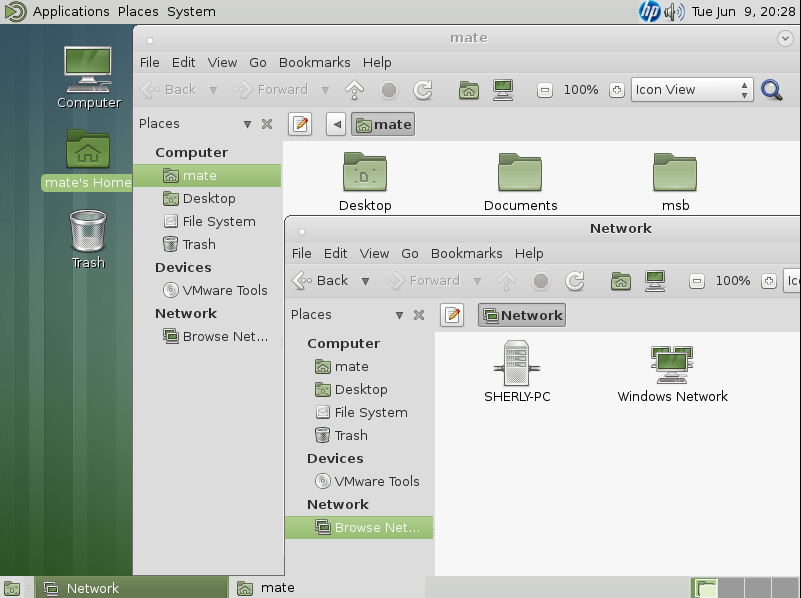 Applications Places System
hp
Tue Jun 9, 20:28
Computer
mate's Home
Trash
mate
File Edit View Go Bookmarks Help
Back Forward 100% Icon View
Places
mate
Computer
mate
Desktop
File System
Trash
Devices
VMware Tools
Network
Browse Net...
Desktop Documents msb
Network
File Edit View Go Bookmarks Help
Back Forward 100%
Places
Network
Computer
mate
Desktop
File System
Trash
Devices
VMware Tools
Network
Browse Net...
SHERLY-PC Windows Network
Network mate